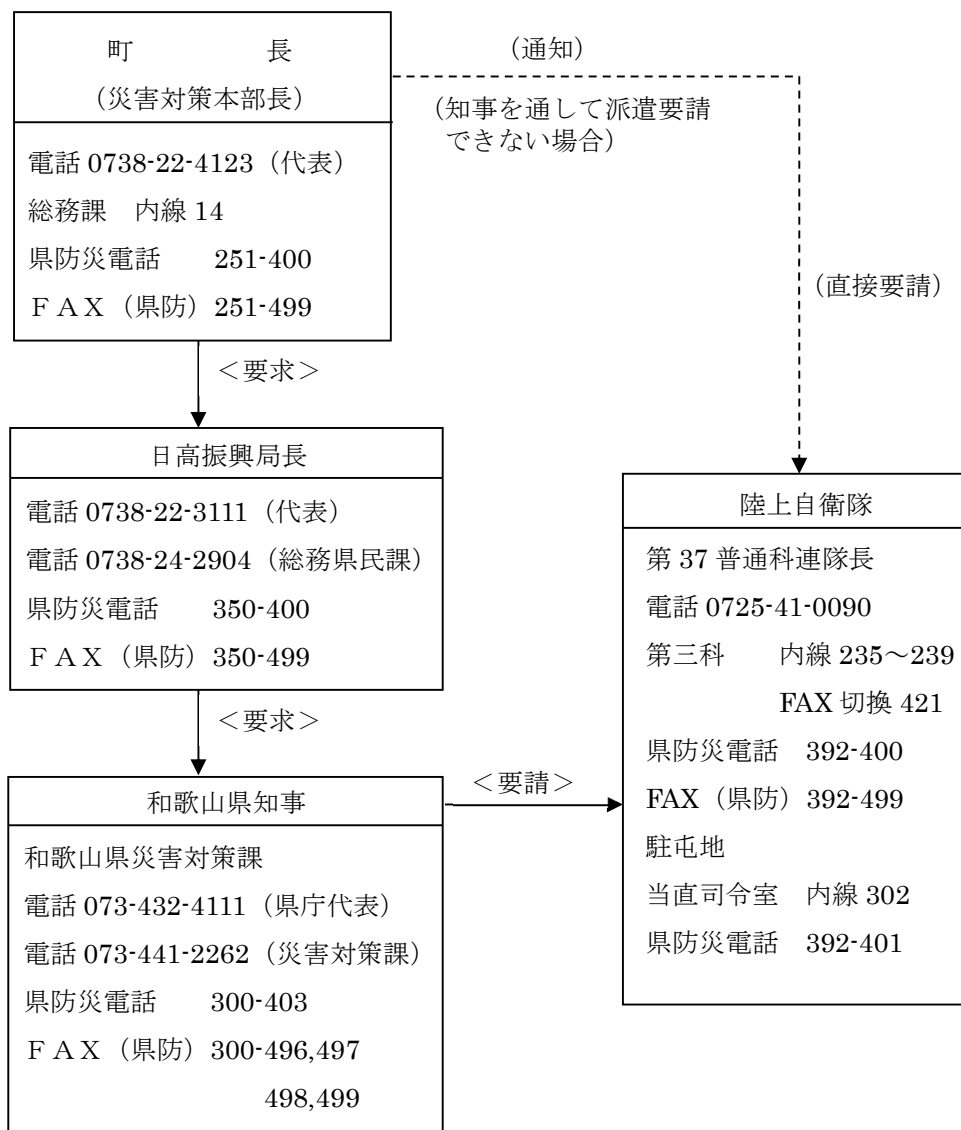 町　　　　　長
（災害対策本部長）
電話 0738-22-4123（代表）
総務課　内線 14
県防災電話　　251-400
ＦＡＸ（県防）251-499
（通知）
（知事を通して派遣要請
できない場合）
（直接要請）
＜要求＞
日高振興局長
電話 0738-22-3111（代表）
電話 0738-24-2904（総務県民課）
県防災電話　　350-400
ＦＡＸ（県防）350-499
＜要求＞
和歌山県知事
和歌山県災害対策課
電話 073-432-4111（県庁代表）
電話 073-441-2262（災害対策課）
県防災電話　　300-403
ＦＡＸ（県防）300-496,497
498,499
＜要請＞
陸上自衛隊
第 37 普通科連隊長
電話 0725-41-0090
第三科　　内線 235～239
FAX 切換 421
県防災電話　392-400
FAX（県防）392-499
駐屯地
当直司令室　内線 302
県防災電話　392-401